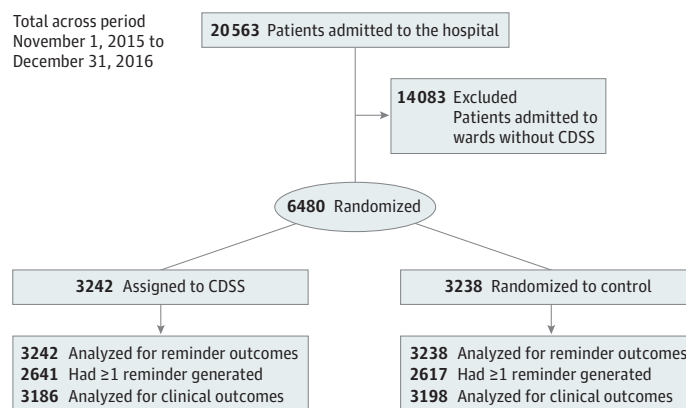 Total across period
November 1, 2015 to
December 31, 2016
20563 Patients admitted to the hospital
14083 Excluded
Patients admitted to
wards without CDSS
6480 Randomized
3242 Assigned to CDSS
3238 Randomized to control
3242 Analyzed for reminder outcomes
2641 Had ≥1 reminder generated
3186 Analyzed for clinical outcomes
3238 Analyzed for reminder outcomes
2617 Had ≥1 reminder generated
3198 Analyzed for clinical outcomes